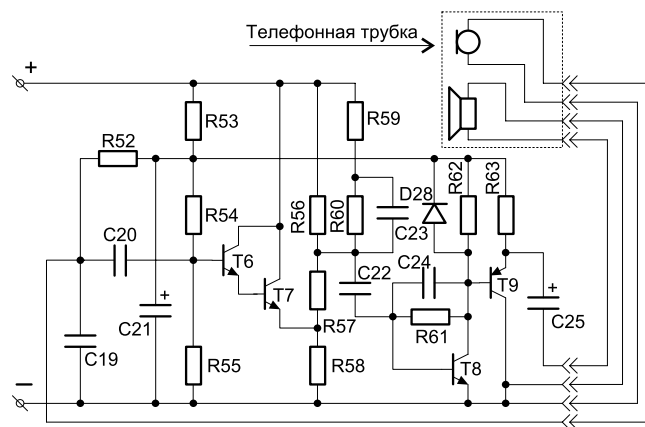 Телефонная трубка
+
R53
R59
R52
R54
R56
R60
D28
R62
R63
C23
C20
T6
T7
C22
C24
T9
C21
+
R57
R61
+
C25
C19
R55
R58
T8
−